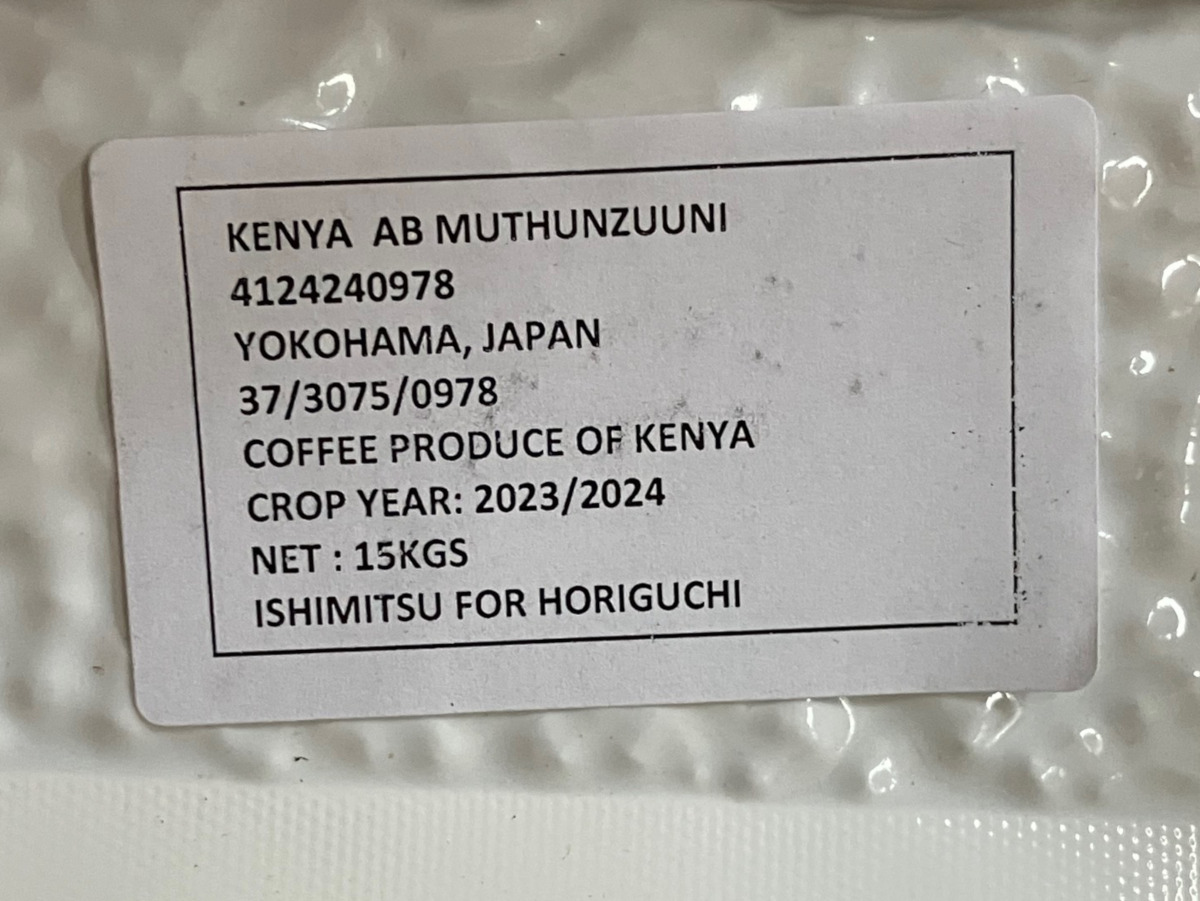 KENYA  AB MUTHUNZUUNI
4124240978
YOKOHAMA, JAPAN
37/3075/0978
COFFEE PRODUCE OF KENYA
CROP YEAR: 2023/2024
NET : 15KGS
ISHIMITSU FOR HORIGUCHI